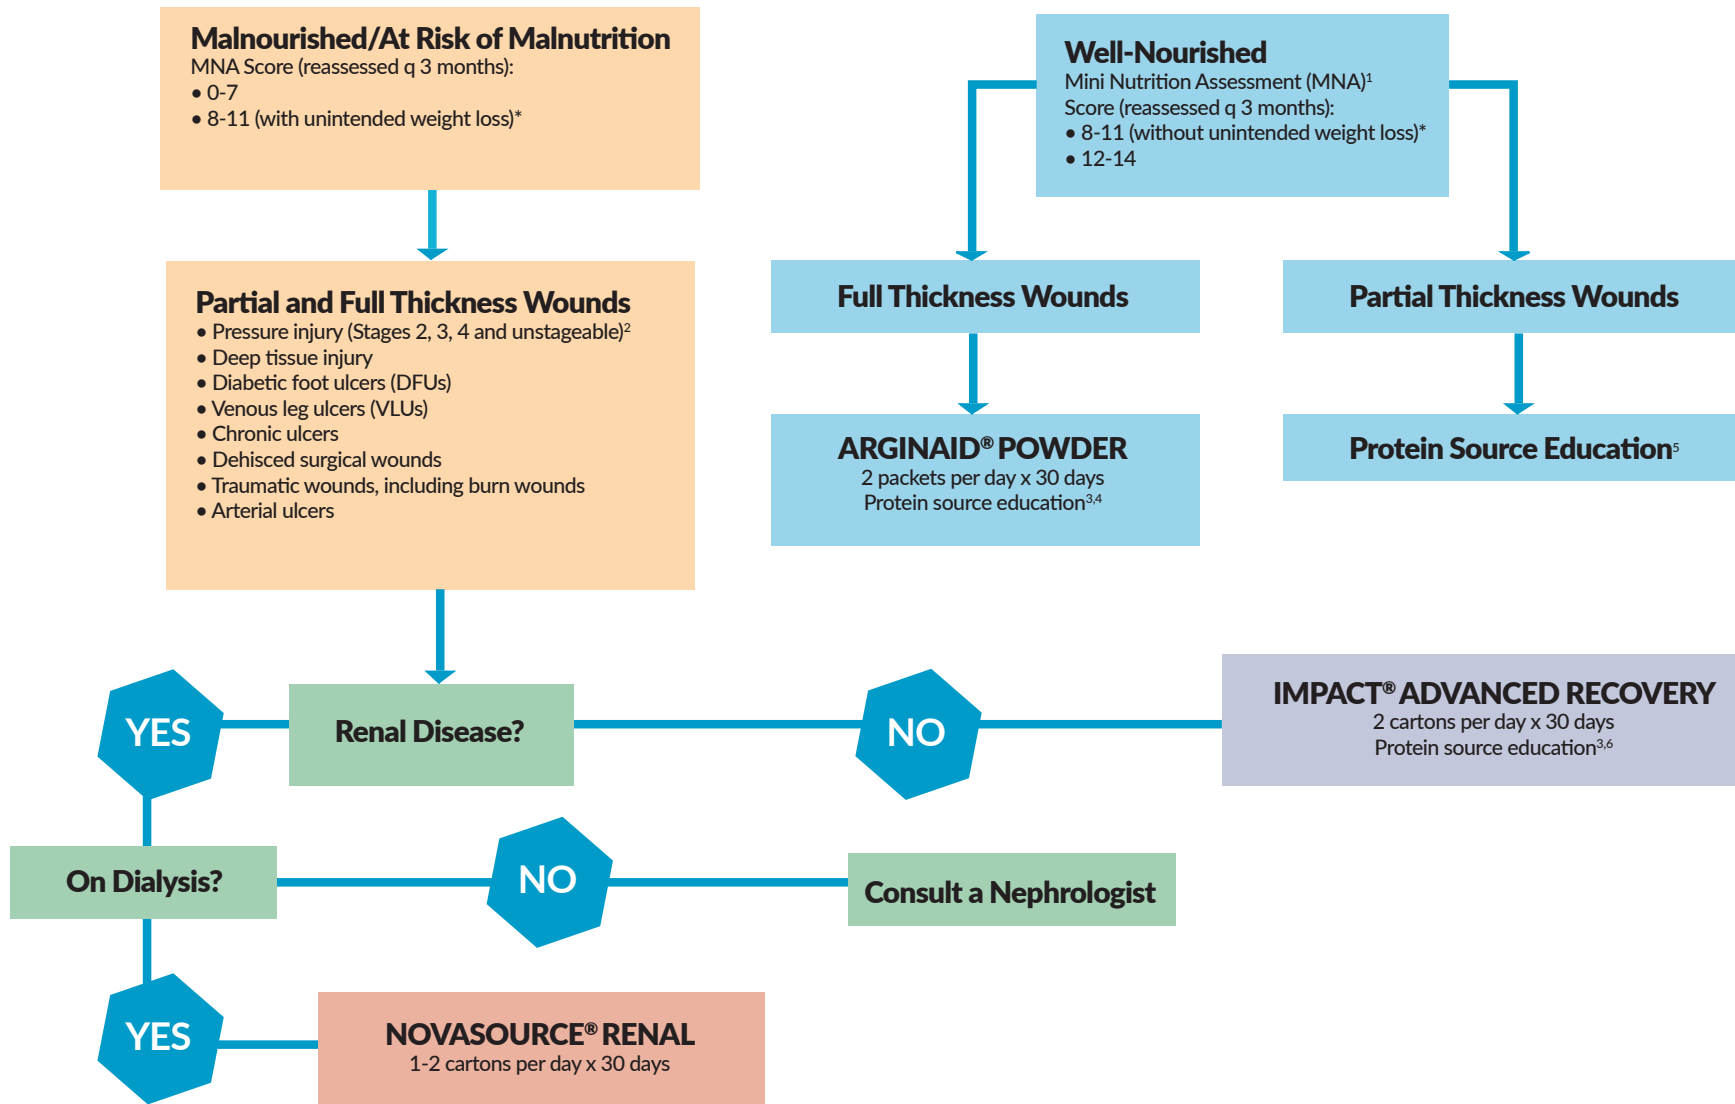 Malnourished/At Risk of Malnutrition
MNA Score (reassessed q 3 months):
• 0-7
• 8-11 (with unintended weight loss)*
Well-Nourished
Mini Nutrition Assessment (MNA)¹
Score (reassessed q 3 months):
• 8-11 (without unintended weight loss)*
• 12-14
Partial and Full Thickness Wounds
• Pressure injury (Stages 2, 3, 4 and unstageable)²
• Deep tissue injury
• Diabetic foot ulcers (DFUs)
• Venous leg ulcers (VLUs)
• Chronic ulcers
• Dehisced surgical wounds
• Traumatic wounds, including burn wounds
• Arterial ulcers
Full Thickness Wounds
Partial Thickness Wounds
ARGINAID® POWDER
2 packets per day x 30 days
Protein source education³,⁴
Protein Source Education⁵
YES
Renal Disease?
NO
IMPACT® ADVANCED RECOVERY
2 cartons per day x 30 days
Protein source education³,⁶
On Dialysis?
NO
Consult a Nephrologist
YES
NOVASOURCE® RENAL
1-2 cartons per day x 30 days